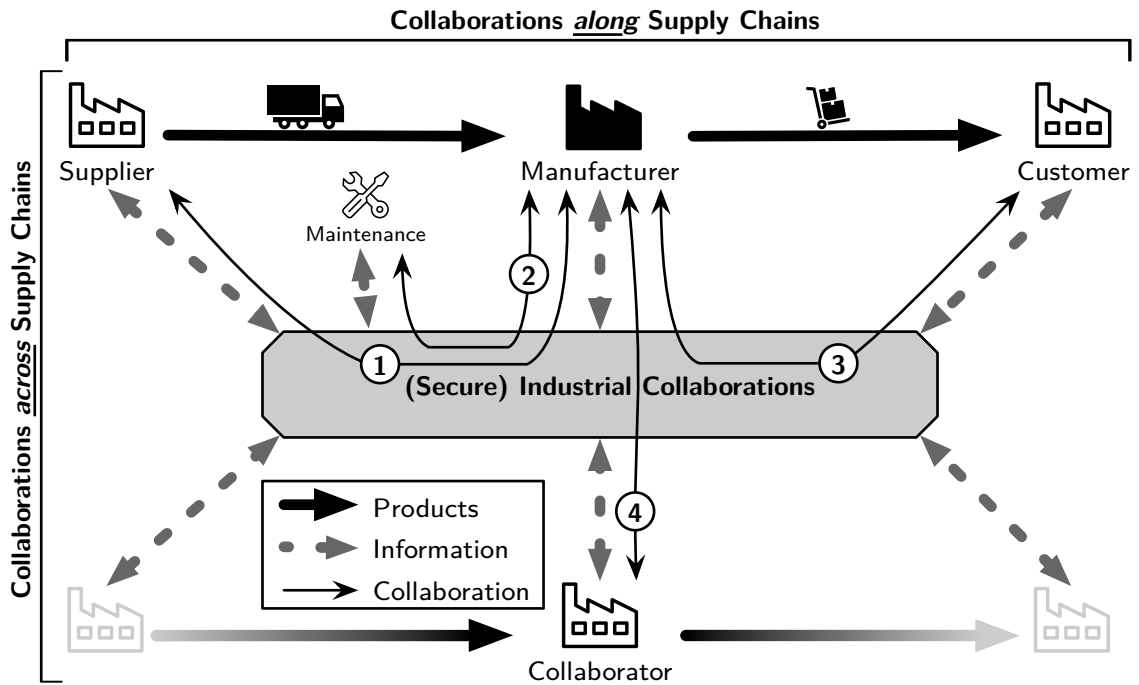 Collaborations along Supply Chains
Collaborations across Supply Chains
Supplier
Manufacturer
Customer
Maintenance
2
1
3
(Secure) Industrial Collaborations
4
Products
Information
Collaboration
Collaborator